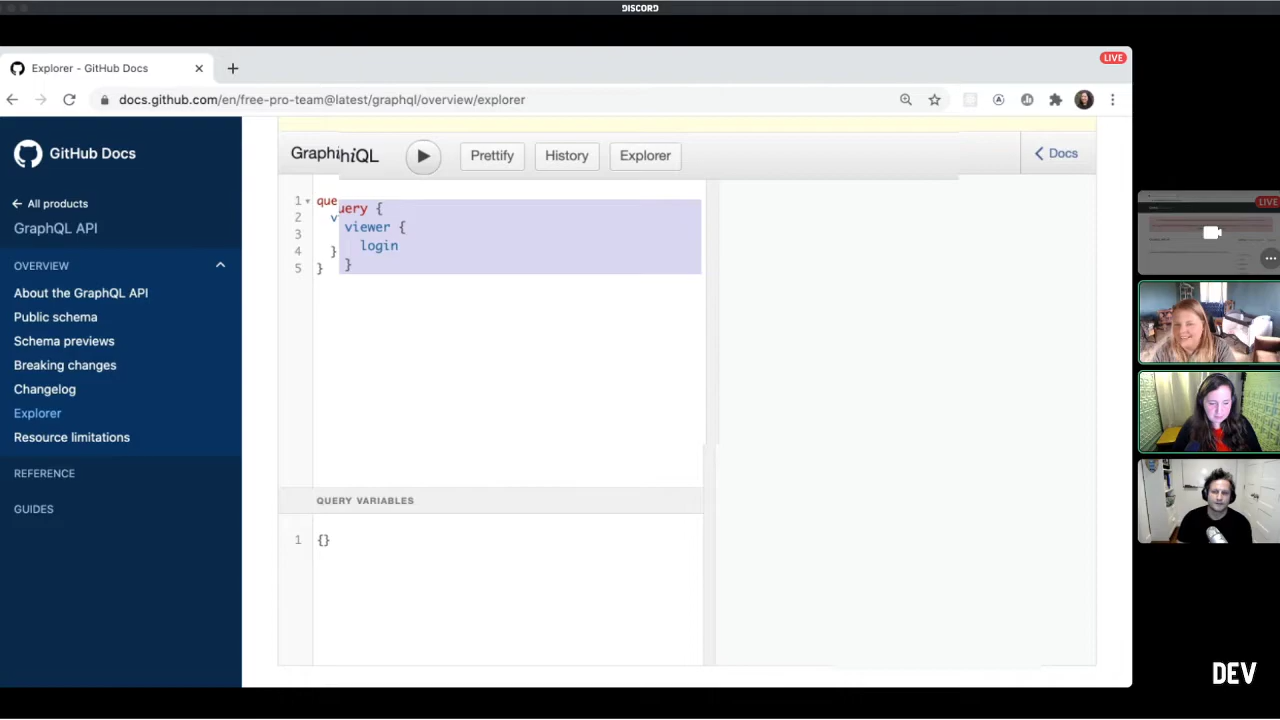 DISCORD
Explorer - GitHub Docs
LIVE
docs.github.com/en/free-pro-team@latest/graphql/overview/explorer
GitHub Docs
All products
GraphQL API
OVERVIEW
About the GraphQL API
Public schema
Schema previews
Breaking changes
Changelog
Explorer
Resource limitations
REFERENCE
GUIDES
GraphiQL
Prettify
History
Explorer
Docs
1 query {
2 viewer {
3 login
4 }
5 }
QUERY VARIABLES
1 {}
LIVE
DEV